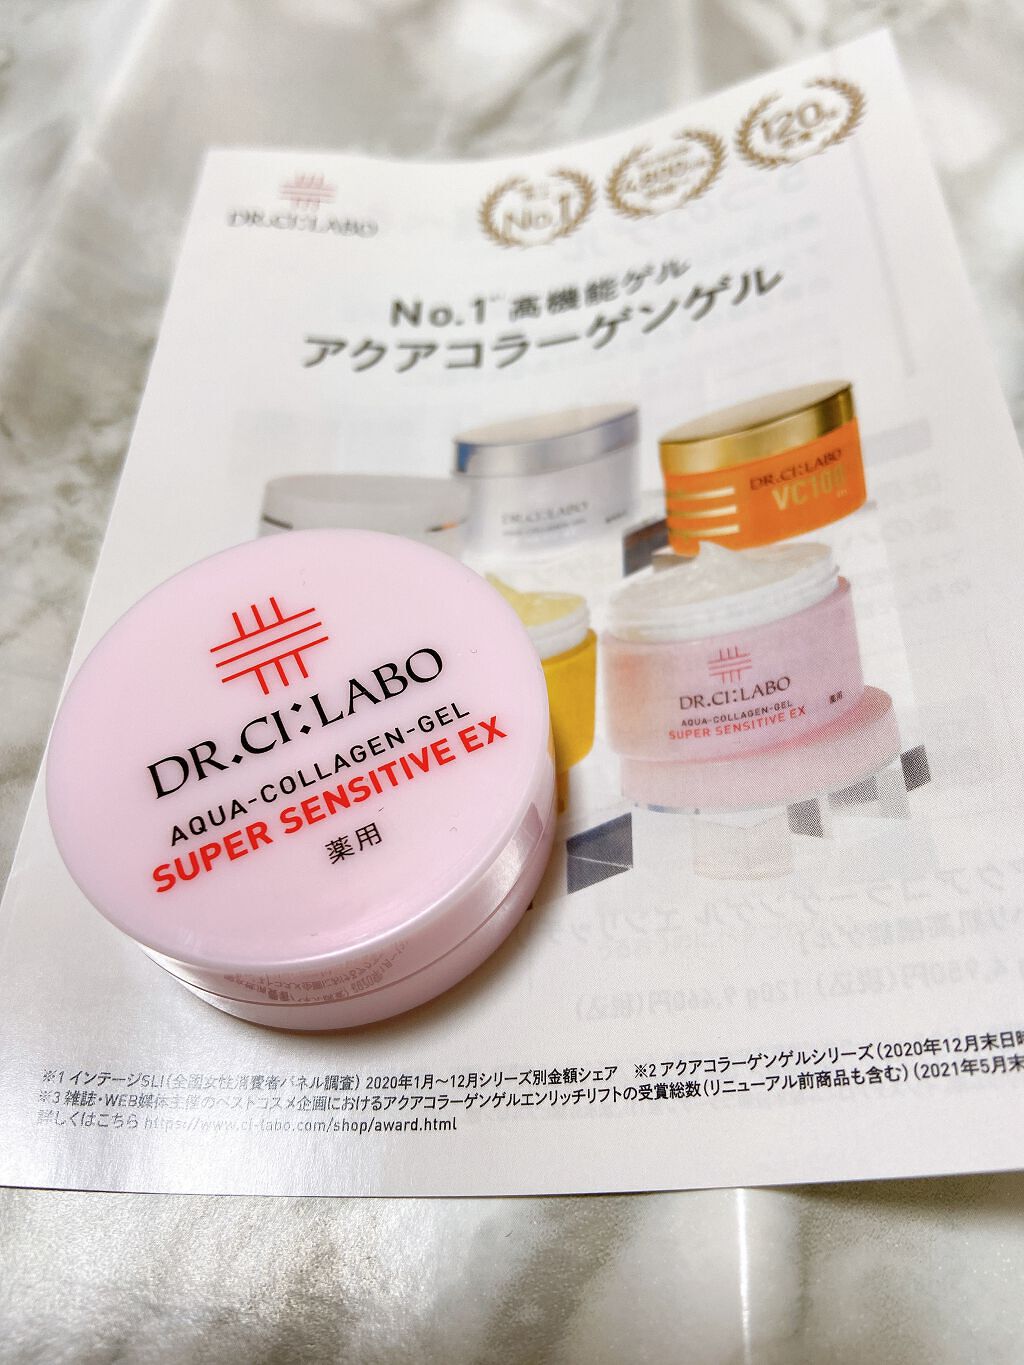 DR.CI:LABO
No.1
120
No.1 高機能ゲル
アクアコラーゲンゲル
DR.CI:LABO
DR.CI:LABO
VC100
DR.CI:LABO
AQUA-COLLAGEN-GEL
SUPER SENSITIVE EX
薬用
DR.CI:LABO
AQUA-COLLAGEN-GEL
SUPER SENSITIVE EX
薬用
※1 インテージSLI(全国女性消費者パネル調査) 2020年1月〜12月シリーズ別金額シェア ※2 アクアコラーゲンゲルシリーズ(2020年12月末日時
※3 雑誌・WEB媒体主催のベストコスメ企画におけるアクアコラーゲンゲルエンリッチリフトの受賞総数(リニューアル前商品も含む)(2021年5月末
詳しくはこちら https://www.ci-labo.com/shop/award.html